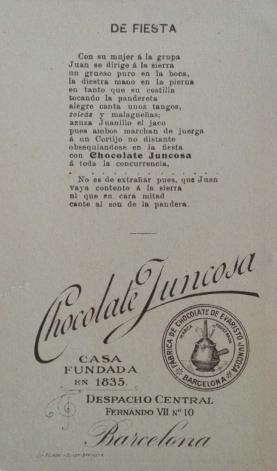 DE FIESTA
Con su mujer á la grupa
Juan se dirige á la sierra
un grueso puro en la boca,
la diestra mano en la pierna
en tanto que su costilla
tocando la pandereta
alegre canta unos tangos,
soleás y malagueñas;
azuza Juanillo el jaco
pues ambos marchan de juerga
á un Cortijo no distante
obsequiándose en la fiesta
con Chocolate Juncosa
á toda la concurrencia,
No es de extrañar pues, que Juan
vaya contento á la sierra
al que en cara mitad
cante al son de la pandera.
Chocolate Juncosa
FÁBRICA DE CHOCOLATE DE EVARISTO JUNCOSA
BARCELONA
CASA
FUNDADA
EN 1835.
DESPACHO CENTRAL
FERNANDO VII Nº 10
Barcelona